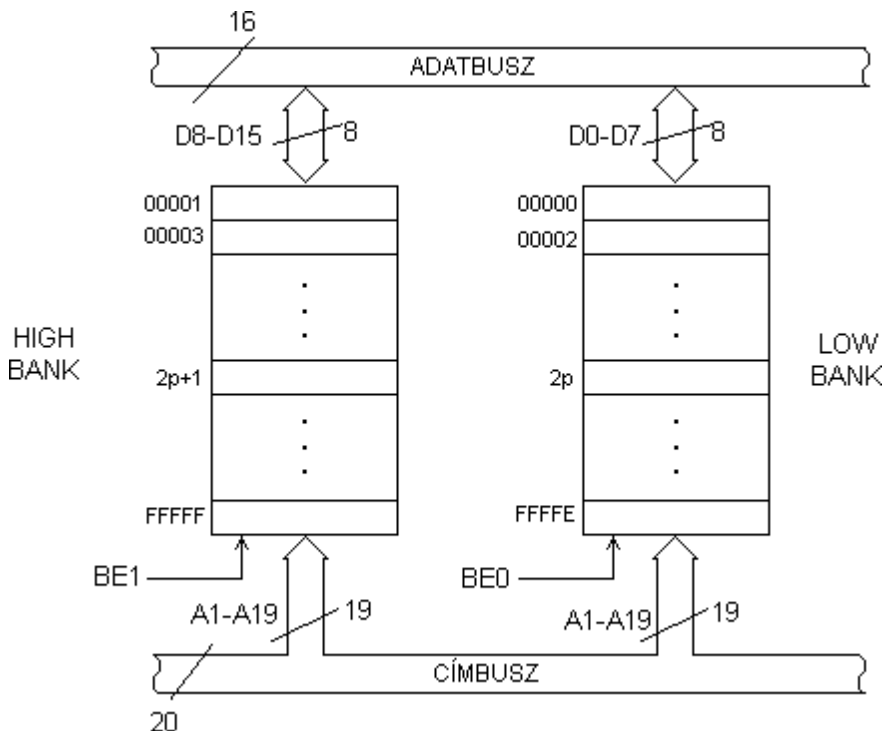 16
ADATBUSZ
D8-D15 8 D0-D7 8
00001 00000
00003 00002
HIGH BANK
2p+1 2p
LOW BANK
FFFFF FFFFE
BE1 BE0
A1-A19 19 A1-A19 19
CÍMBUSZ
20